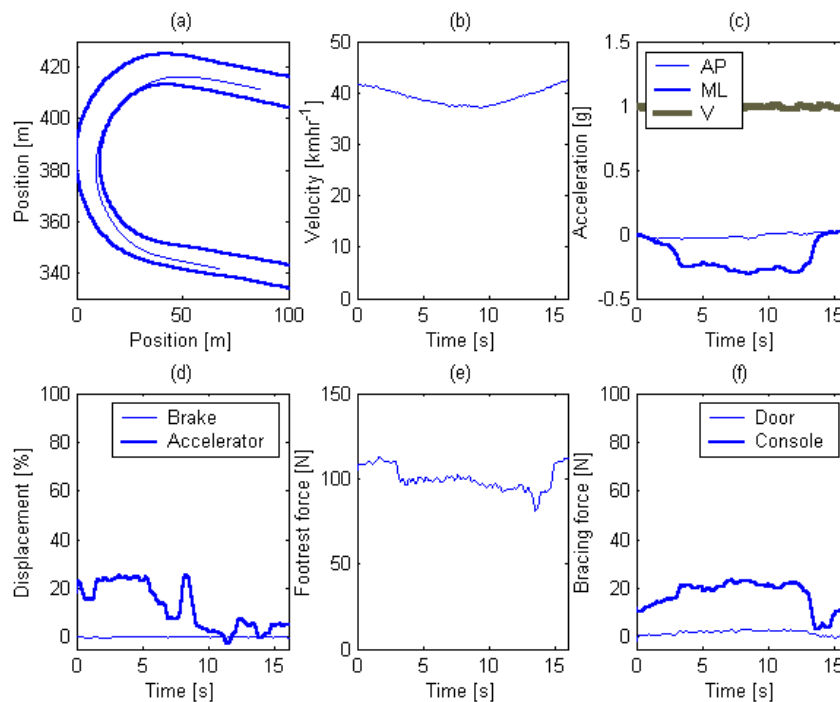 (a)
420
400
380
360
340
0
50
100
Position [m]
Position [m]
(b)
50
40
30
20
10
0
0
5
10
15
Velocity [kmhr-1]
Time [s]
(c)
1.5
1
0.5
0
-0.5
0
5
10
15
Acceleration [g]
Time [s]
AP
ML
V
(d)
100
80
60
40
20
0
0
5
10
15
Displacement [%]
Time [s]
Brake
Accelerator
(e)
150
100
50
0
0
5
10
15
Footrest force [N]
Time [s]
(f)
100
80
60
40
20
0
0
5
10
15
Bracing force [N]
Time [s]
Door
Console